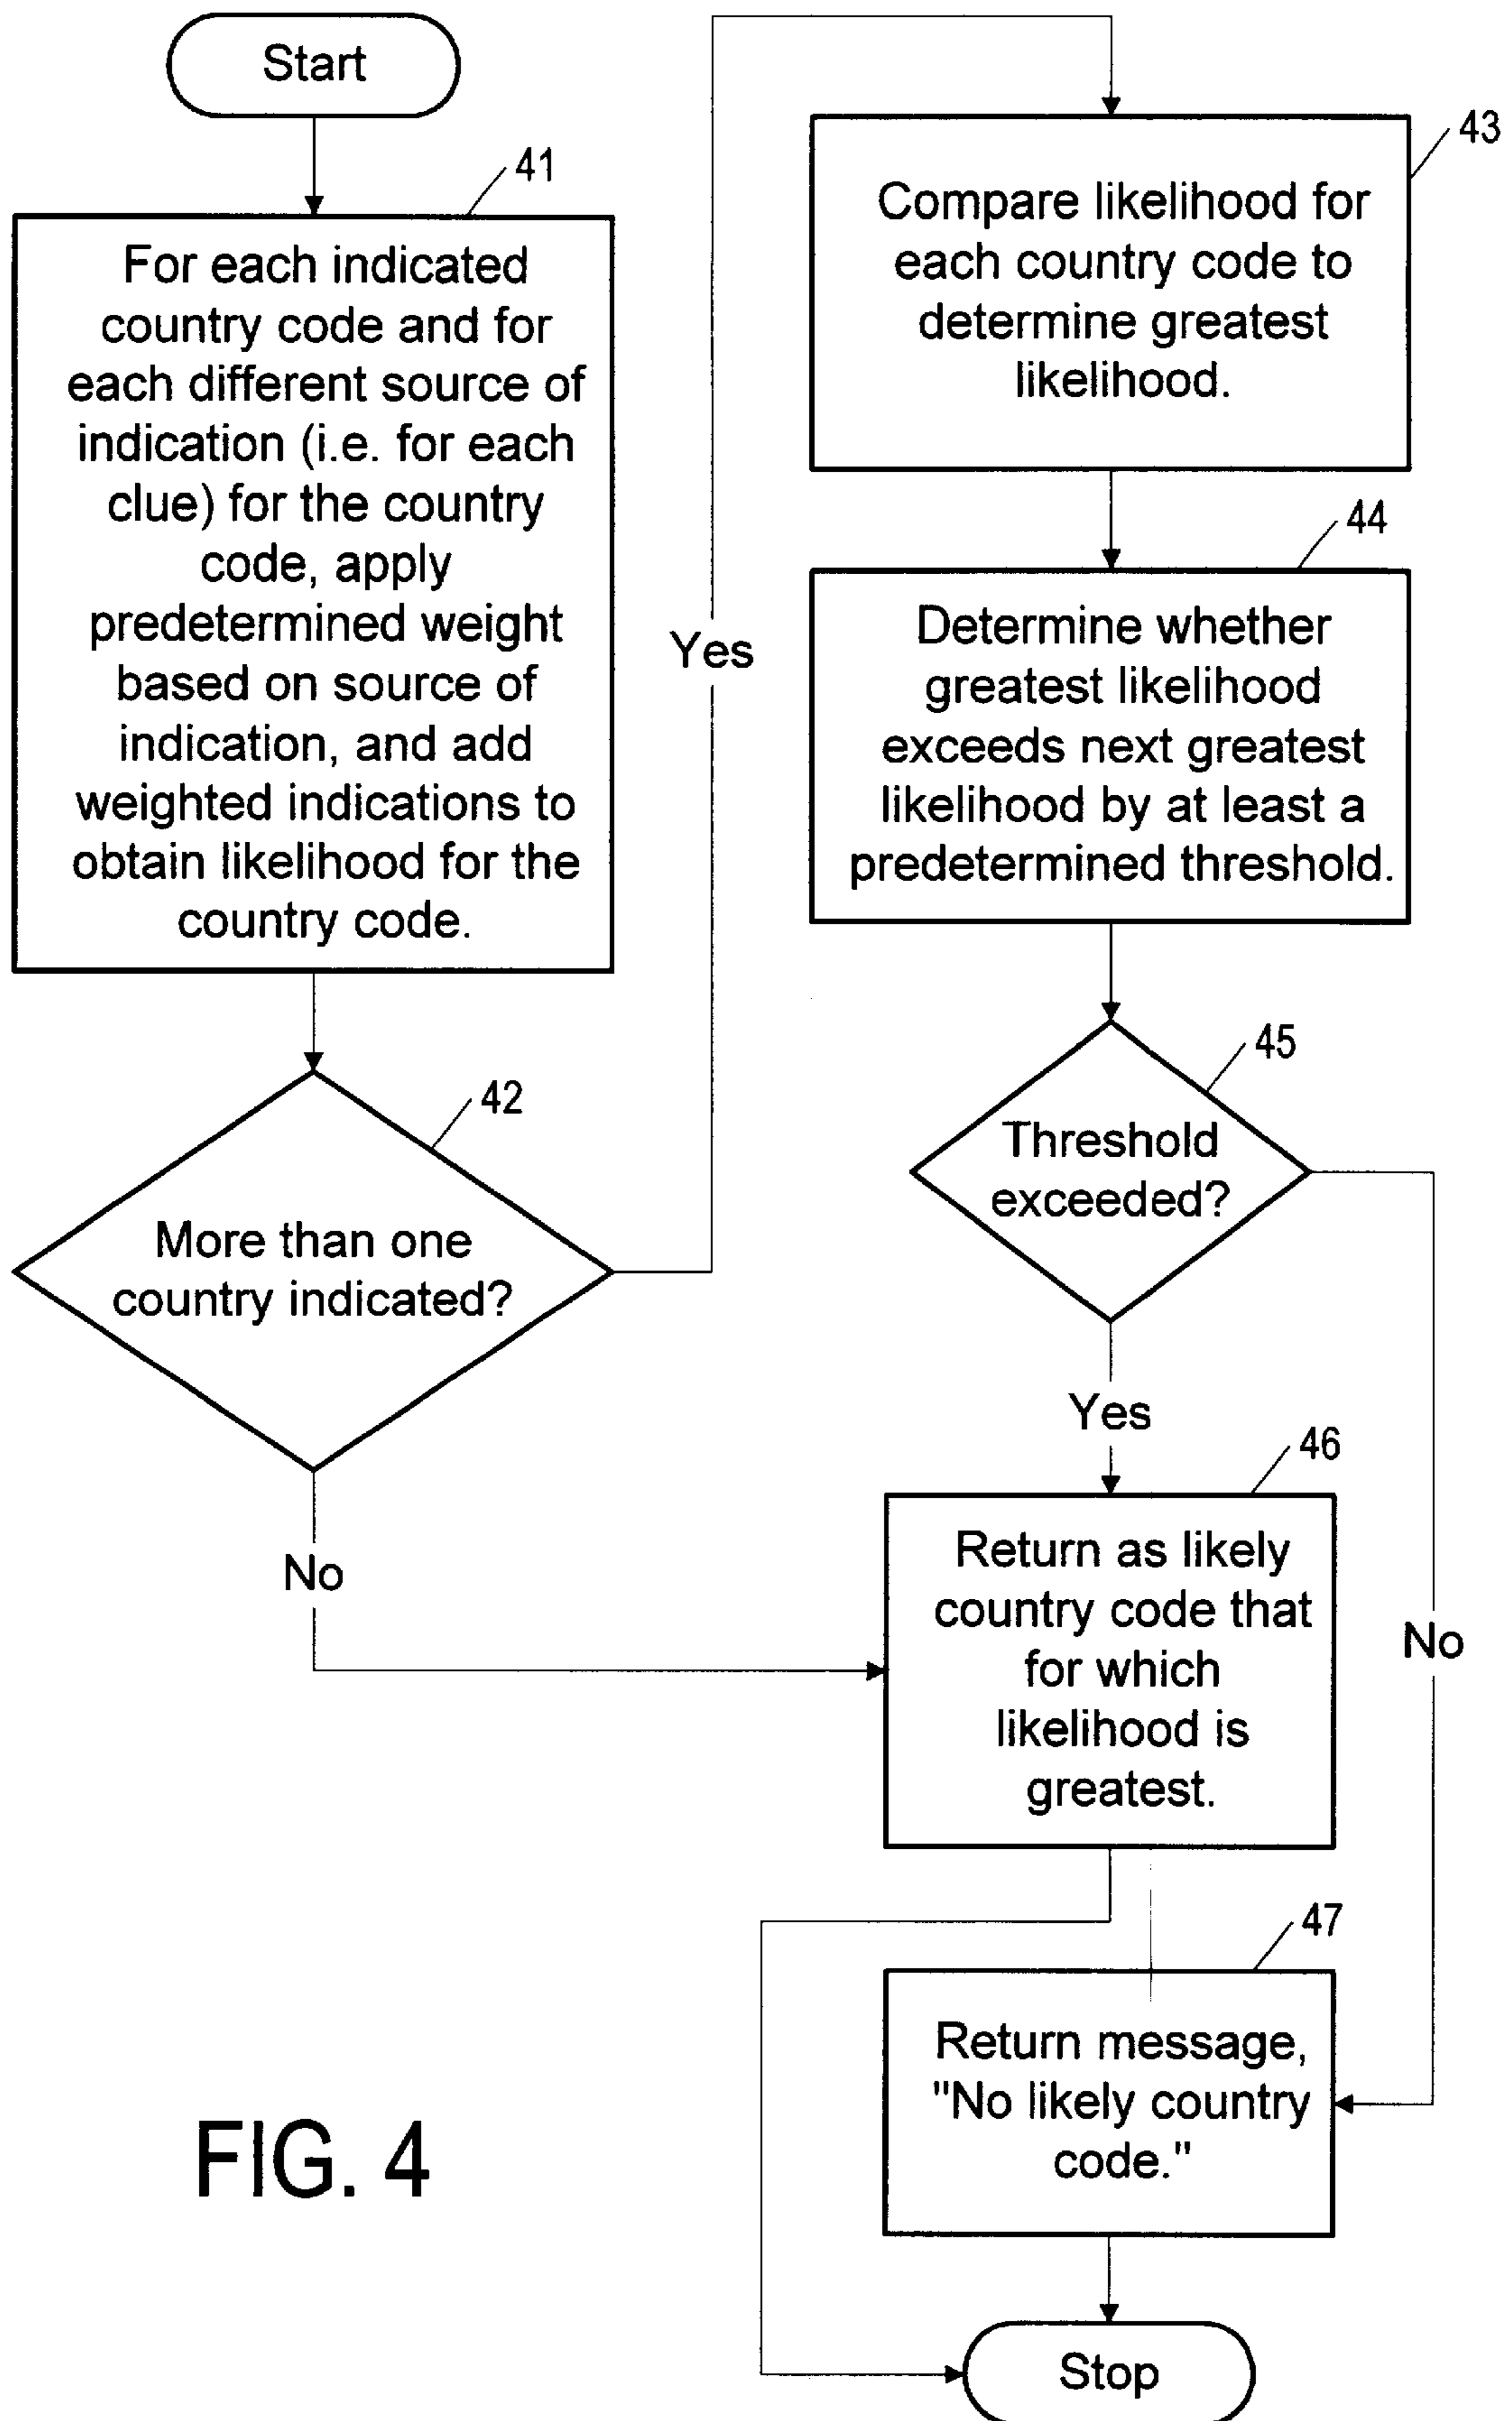 Start
41
For each indicated
country code and for
each different source of
indication (i.e. for each
clue) for the country
code, apply
predetermined weight
based on source of
indication, and add
weighted indications to
obtain likelihood for the
country code.
42
More than one
country indicated?
Yes
No
43
Compare likelihood for
each country code to
determine greatest
likelihood.
44
Determine whether
greatest likelihood
exceeds next greatest
likelihood by at least a
predetermined threshold.
45
Threshold
exceeded?
Yes
No
46
Return as likely
country code that
for which
likelihood is
greatest.
47
Return message,
"No likely country
code."
Stop
FIG. 4